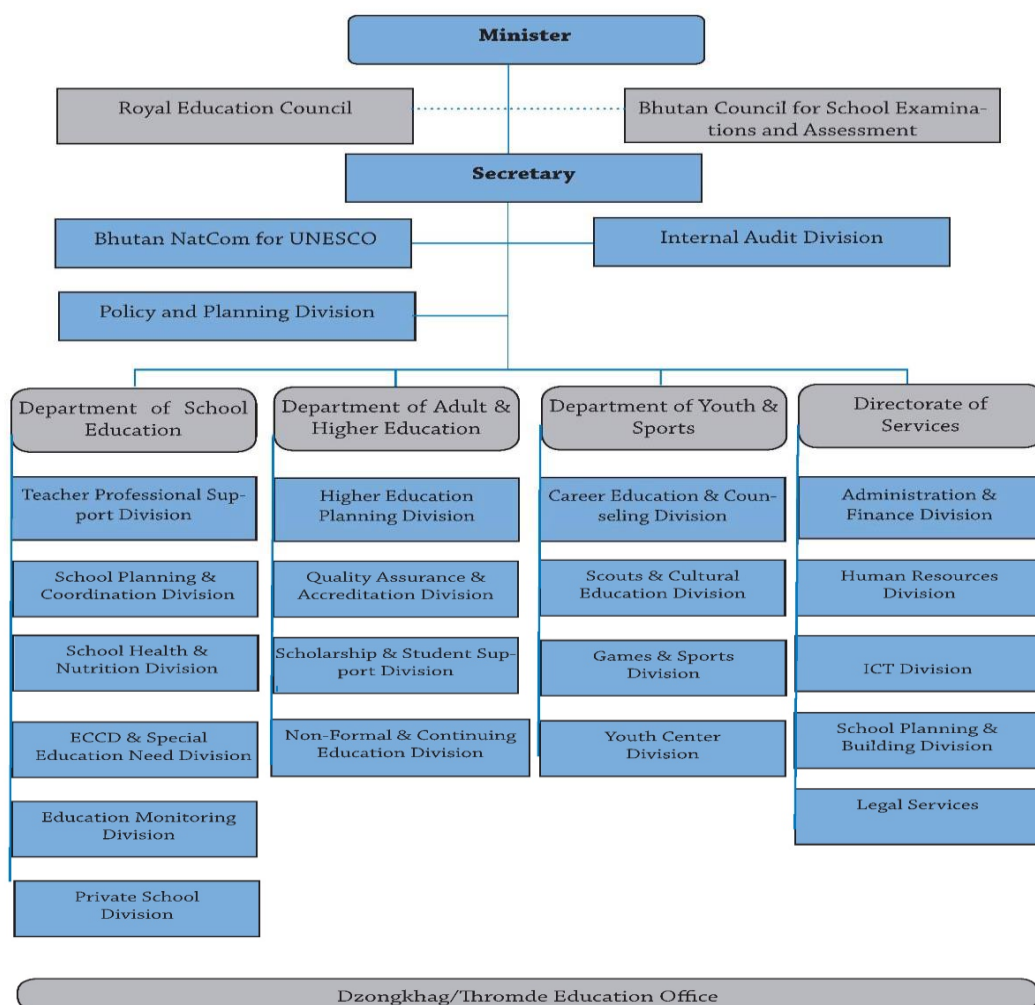 Minister
Royal Education Council
Bhutan Council for School Examina-
tions and Assessment
Secretary
Bhutan NatCom for UNESCO
Internal Audit Division
Policy and Planning Division
Department of School
Education
Department of Adult &
Higher Education
Department of Youth &
Sports
Directorate of
Services
Teacher Professional Sup-
port Division
School Planning &
Coordination Division
School Health &
Nutrition Division
ECCD & Special
Education Need Division
Education Monitoring
Division
Private School
Division
Higher Education
Planning Division
Quality Assurance &
Accreditation Division
Scholarship & Student Sup-
port Division
Non-Formal & Continuing
Education Division
Career Education & Coun-
seling Division
Scouts & Cultural
Education Division
Games & Sports
Division
Youth Center
Division
Administration &
Finance Division
Human Resources
Division
ICT Division
School Planning &
Building Division
Legal Services
Dzongkhag/Thromde Education Office